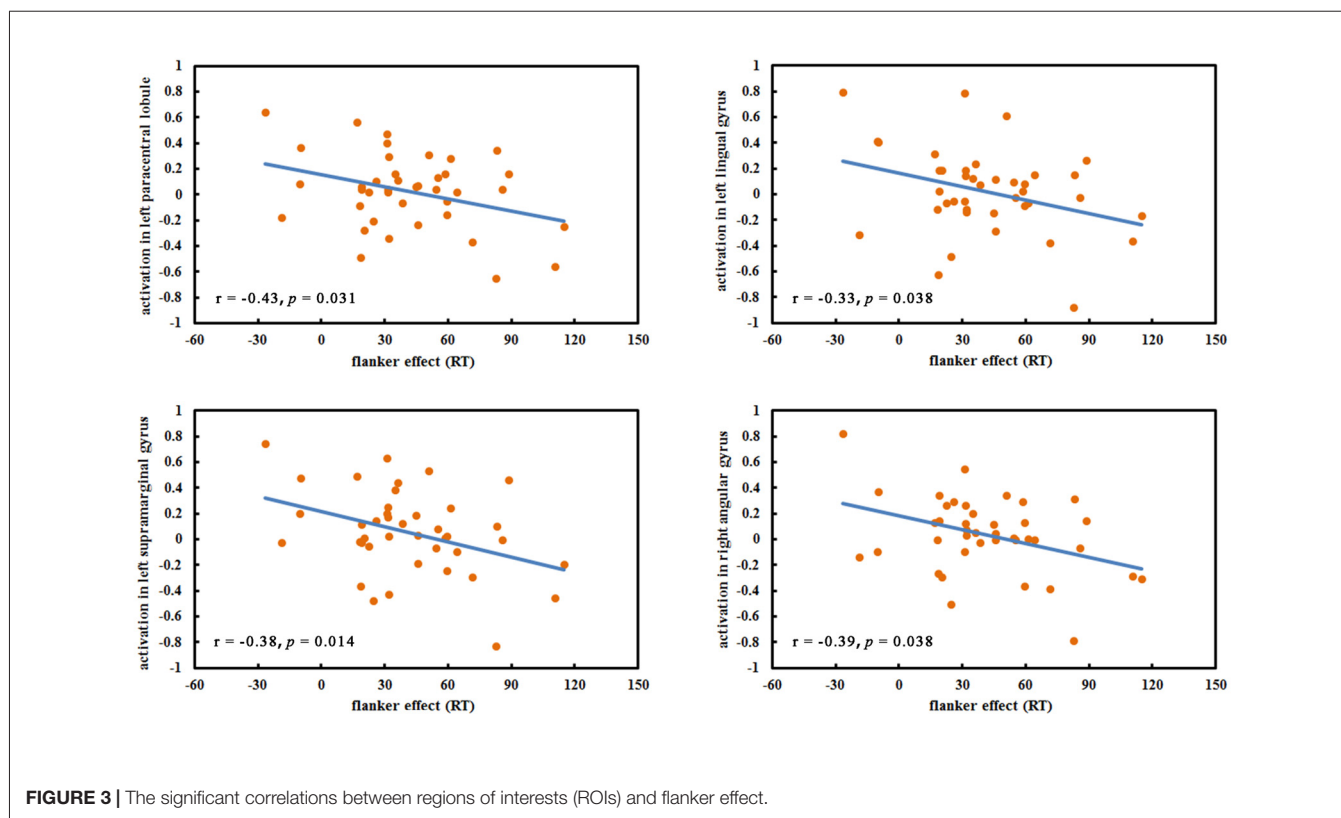 activation in left paracentral lobule
1
0.8
0.6
0.4
0.2
0
-0.2
-0.4
-0.6
-0.8
-1
r = -0.43, p = 0.031
-60 -30 0 30 60 90 120 150
flanker effect (RT)
activation in left lingual gyrus
1
0.8
0.6
0.4
0.2
0
-0.2
-0.4
-0.6
-0.8
-1
r = -0.33, p = 0.038
-60 -30 0 30 60 90 120 150
flanker effect (RT)
activation in left supramarginal gyrus
1
0.8
0.6
0.4
0.2
0
-0.2
-0.4
-0.6
-0.8
-1
r = -0.38, p = 0.014
-60 -30 0 30 60 90 120 150
flanker effect (RT)
activation in right angular gyrus
1
0.8
0.6
0.4
0.2
0
-0.2
-0.4
-0.6
-0.8
-1
r = -0.39, p = 0.038
-60 -30 0 30 60 90 120 150
flanker effect (RT)
FIGURE 3 | The significant correlations between regions of interests (ROIs) and flanker effect.